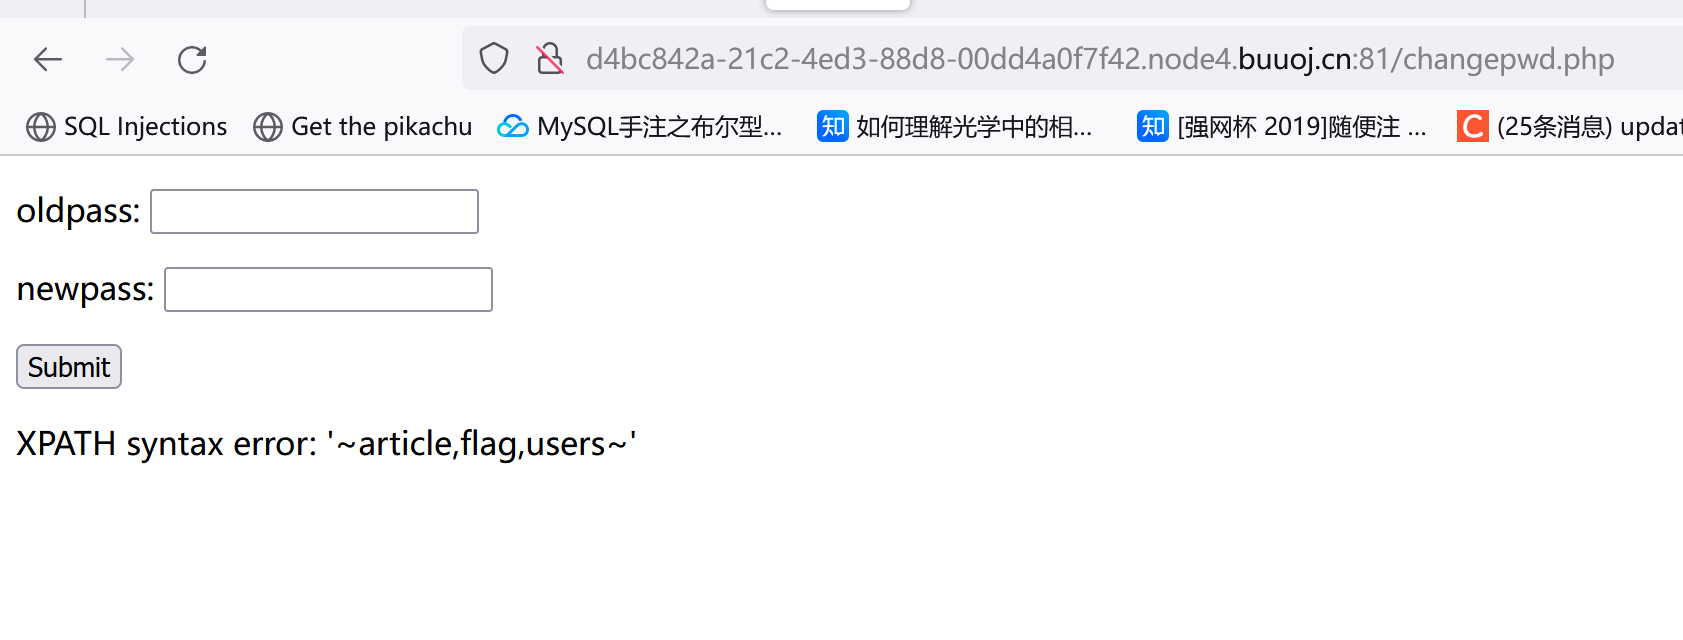 d4bc842a-21c2-4ed3-88d8-00dd4a0f7f42.node4.buuoj.cn:81/changepwd.php
SQL Injections Get the pikachu MySQL手注之布尔型... 知 如何理解光学中的相... 知 [强网杯 2019]随便注 ... C (25条消息) updat
oldpass:
newpass:
Submit
XPATH syntax error: '~article,flag,users~'